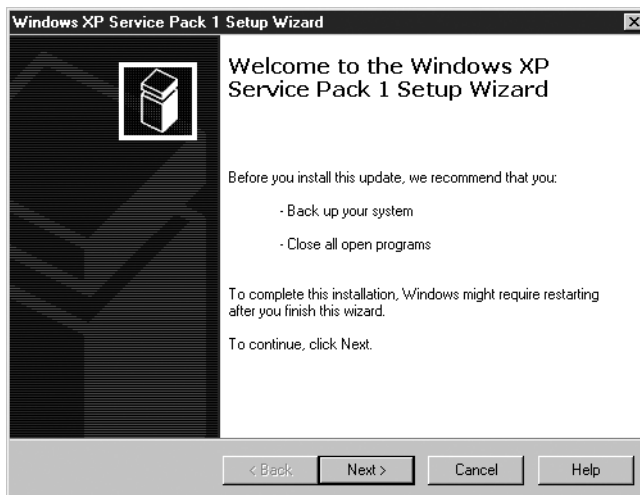 Windows XP Service Pack 1 Setup Wizard
Welcome to the Windows XP
Service Pack 1 Setup Wizard
Before you install this update, we recommend that you:
- Back up your system
- Close all open programs
To complete this installation, Windows might require restarting
after you finish this wizard.
To continue, click Next.
< Back Next > Cancel Help